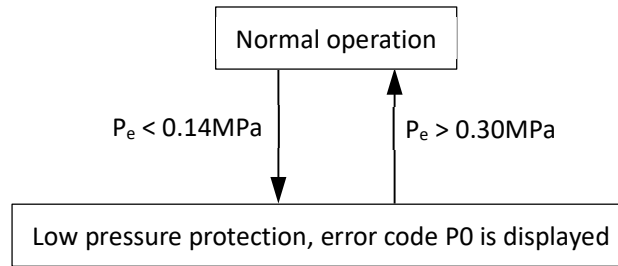 Normal operation
Pₑ < 0.14MPa
Pₑ > 0.30MPa
Low pressure protection, error code P0 is displayed